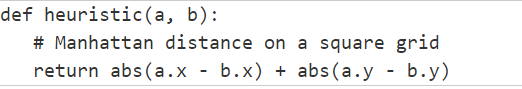 def heuristic(a, b):
   # Manhattan distance on a square grid
   return abs(a.x - b.x) + abs(a.y - b.y)